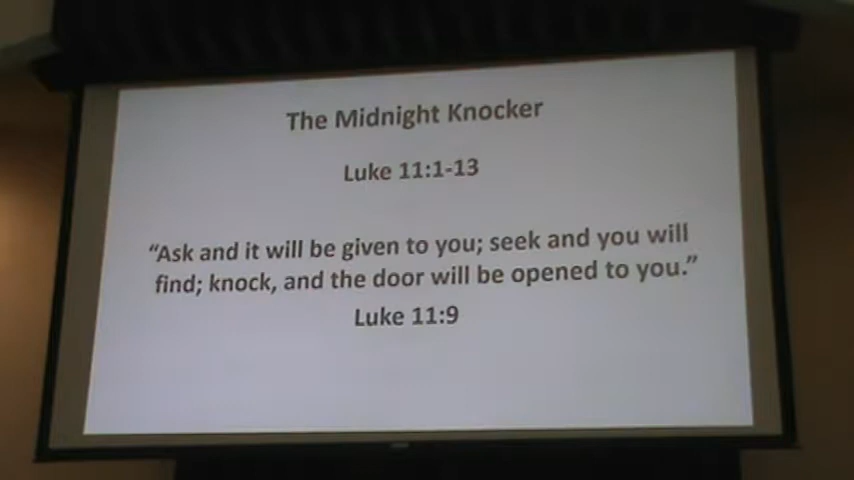 The Midnight Knocker
Luke 11:1-13
“Ask and it will be given to you; seek and you will
find; knock, and the door will be opened to you.”
Luke 11:9